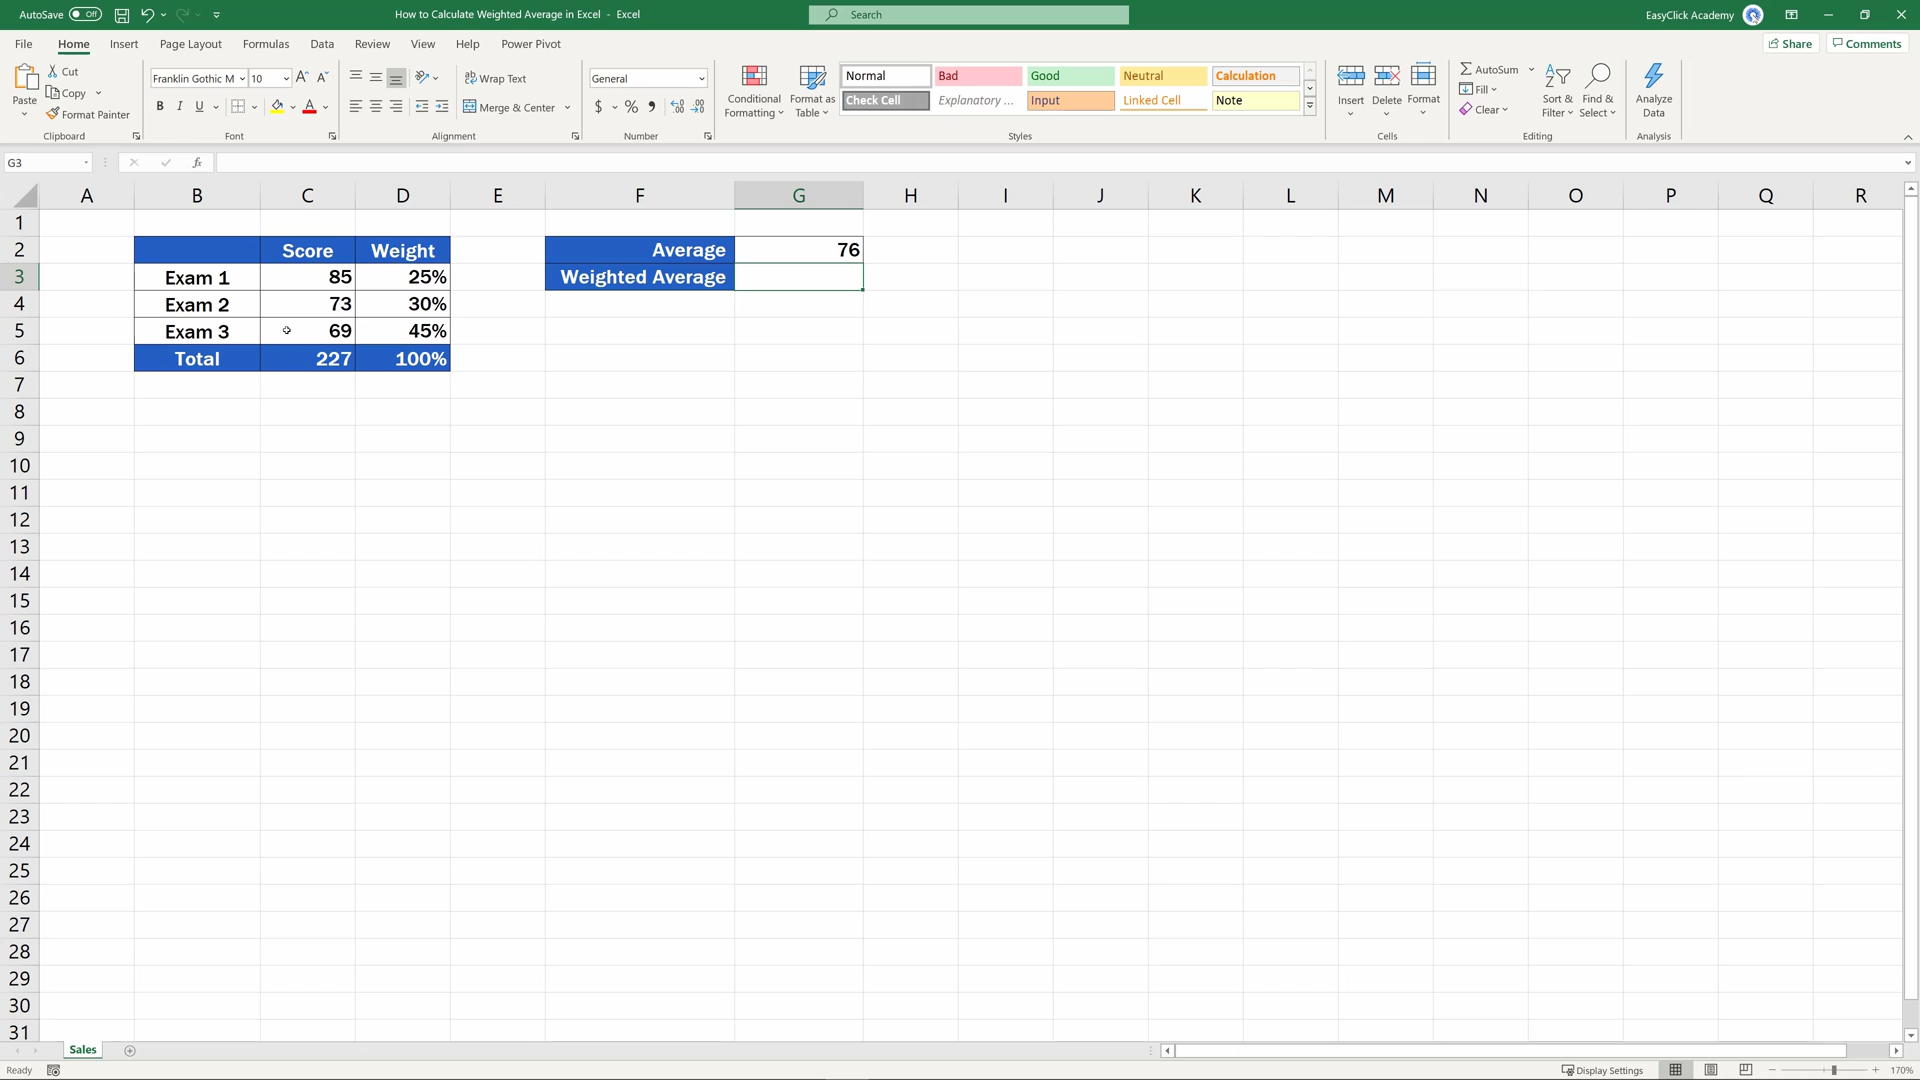 AutoSave Off
How to Calculate Weighted Average in Excel - Excel
Search
EasyClick Academy
File Home Insert Page Layout Formulas Data Review View Help Power Pivot
Share Comments
Paste
Cut
Copy
Format Painter
Clipboard
Franklin Gothic M 10
B I U
Font
Wrap Text
Merge & Center
Alignment
General
$ % 9
Number
Conditional
Formatting
Format as
Table
Normal Bad Good Neutral Calculation
Check Cell Explanatory ... Input Linked Cell Note
Styles
Insert Delete Format
Cells
AutoSum
Fill
Clear
Sort &
Filter
Find &
Select
Editing
Analyze
Data
Analysis
G3
fx
A B C D E F G H I J K L M N O P Q R
1
2 Score Weight Average 76
3 Exam 1 85 25% Weighted Average
4 Exam 2 73 30%
5 Exam 3 69 45%
6 Total 227 100%
7
8
9
10
11
12
13
14
15
16
17
18
19
20
21
22
23
24
25
26
27
28
29
30
31
Sales
Ready
Display Settings
170%